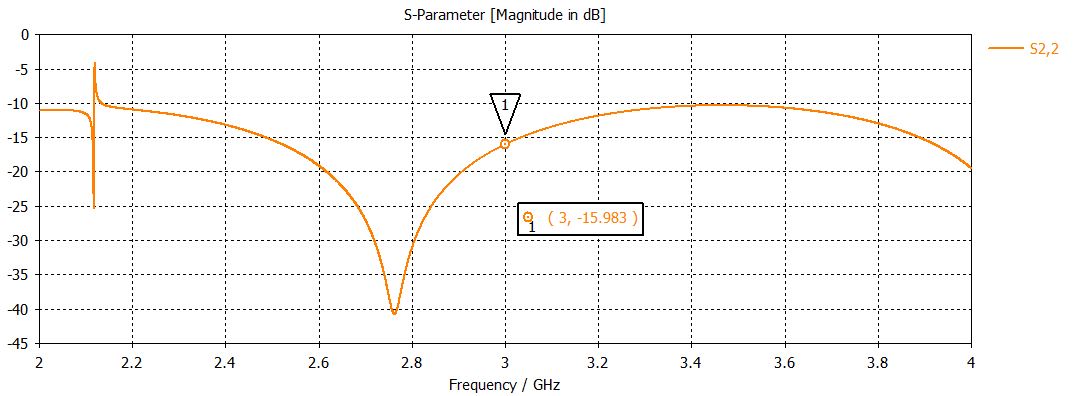 S-Parameter [Magnitude in dB]
0
-5
-10
-15
-20
-25
-30
-35
-40
-45
S2,2
1
1 ( 3, -15.983 )
2 2.2 2.4 2.6 2.8 3 3.2 3.4 3.6 3.8 4
Frequency / GHz